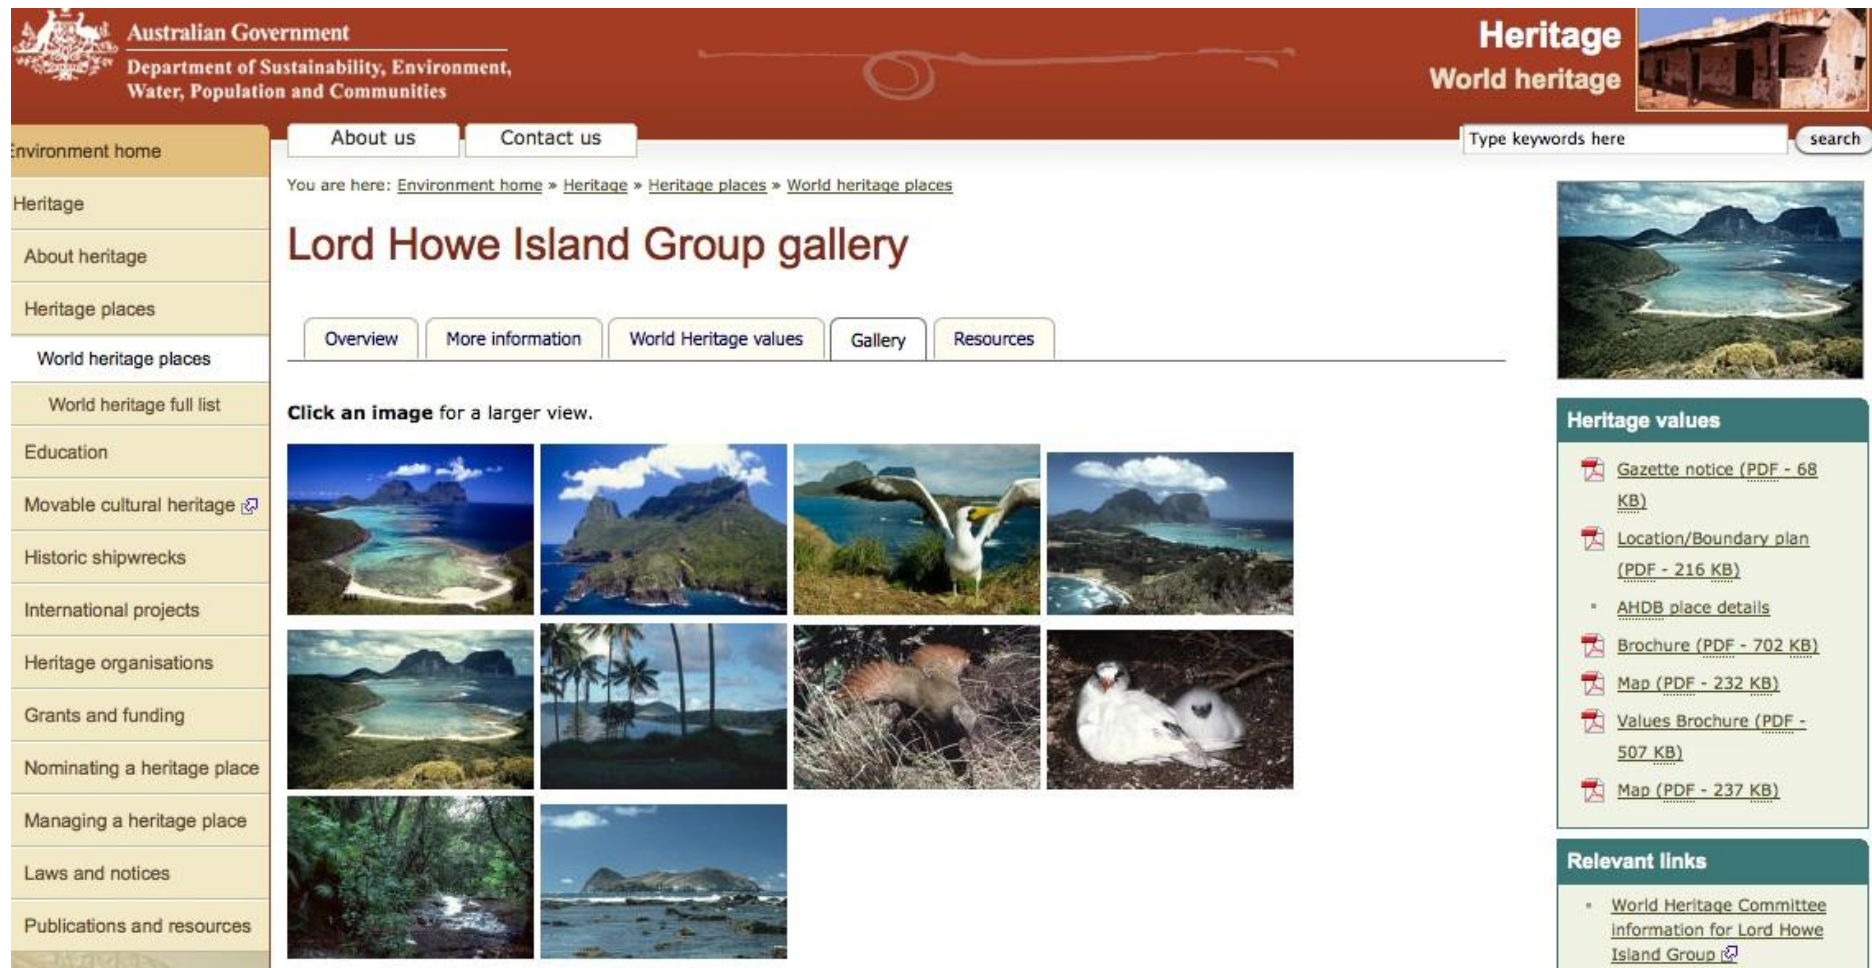 Australian Government
Department of Sustainability, Environment,
Water, Population and Communities
Heritage
World heritage
About us
Contact us
Type keywords here
search
nvironment home
Heritage
About heritage
Heritage places
World heritage places
World heritage full list
Education
Movable cultural heritage
Historic shipwrecks
International projects
Heritage organisations
Grants and funding
Nominating a heritage place
Managing a heritage place
Laws and notices
Publications and resources
You are here: Environment home » Heritage » Heritage places » World heritage places
Lord Howe Island Group gallery
Overview
More information
World Heritage values
Gallery
Resources
Click an image for a larger view.
Heritage values
Gazette notice (PDF - 68
KB)
Location/Boundary plan
(PDF - 216 KB)
AHDB place details
Brochure (PDF - 702 KB)
Map (PDF - 232 KB)
Values Brochure (PDF -
507 KB)
Map (PDF - 237 KB)
Relevant links
World Heritage Committee
information for Lord Howe
Island Group